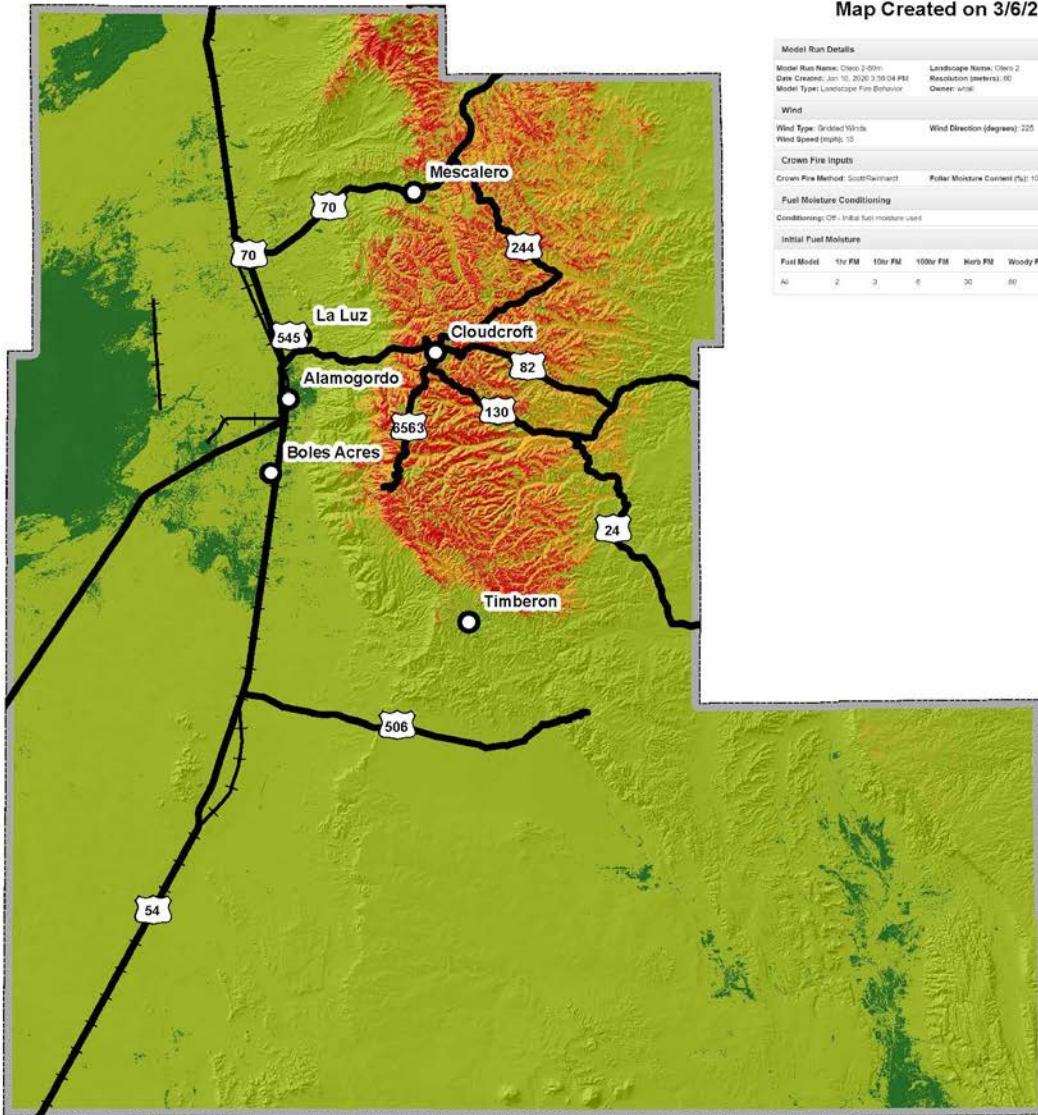 Map Created on 3/6/2
Model Run Details
Model Run Name: Otero 2-60m Landscape Name: Otero 2
Date Created: Jan 10, 2020 3:56:04 PM Resolution (meters): 60
Model Type: Landscape Fire Behavior Owner:
Wind
Wind Type: Gridded Winds Wind Direction (degrees): 225
Wind Speed (mph): 15
Crown Fire Inputs
Crown Fire Method: Scott/Reinhardt Foliar Moisture Content (%): 10
Fuel Moisture Conditioning
Conditioning: Off - Initial fuel moisture used
Initial Fuel Moisture
Fuel Model 1hr FM 10hr FM 100hr FM Herb FM Woody F
All 2 3 6 30 60
Mescalero
70
244
70
La Luz
545
Cloudcroft
82
Alamogordo
130
6563
Boles Acres
24
Timberon
506
54